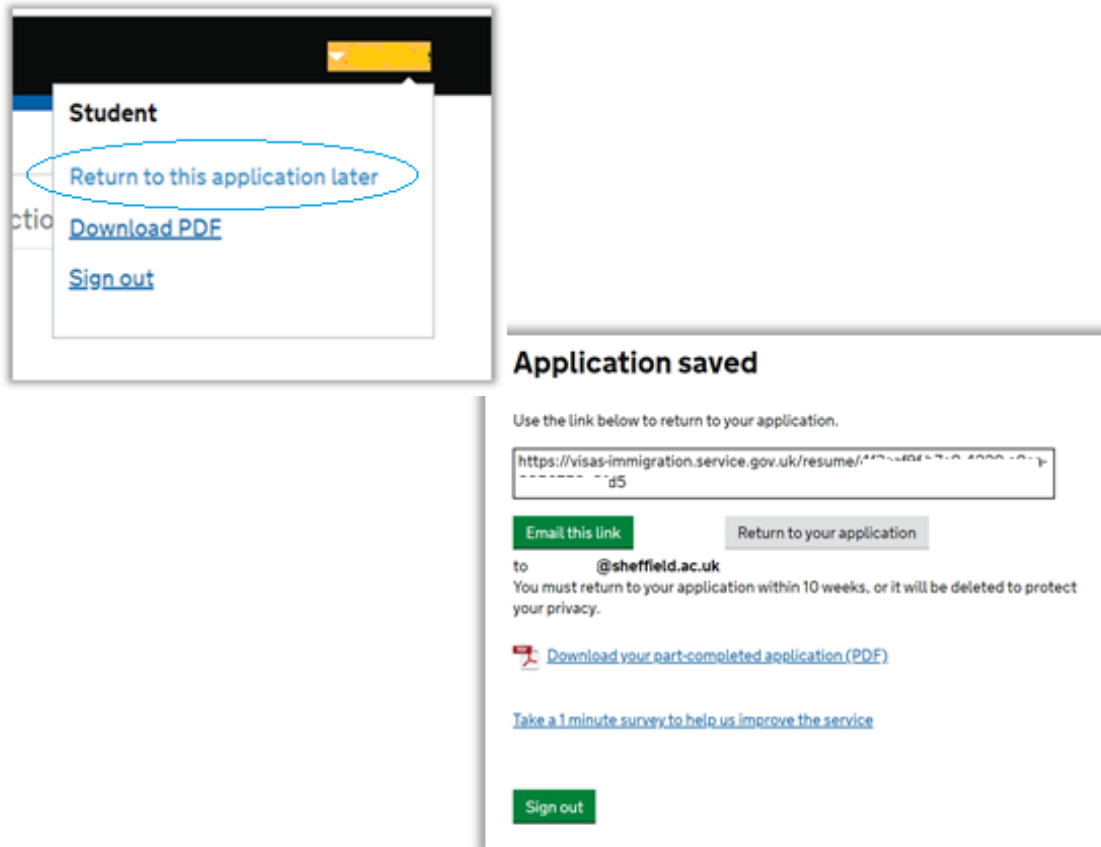 Student
Return to this application later
ctio
Download PDF
Sign out
Application saved
Use the link below to return to your application.
https://visas-immigration.service.gov.uk/resume/
d5
Email this link
Return to your application
to @sheffield.ac.uk
You must return to your application within 10 weeks, or it will be deleted to protect
your privacy.
Download your part-completed application (PDF)
Take a 1 minute survey to help us improve the service
Sign out